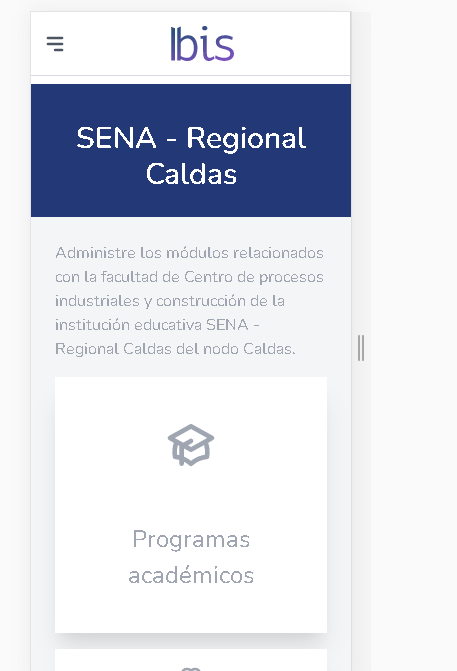 Ibis
SENA - Regional
Caldas
Administre los módulos relacionados
con la facultad de Centro de procesos
industriales y construcción de la
institución educativa SENA -
Regional Caldas del nodo Caldas.
Programas
académicos